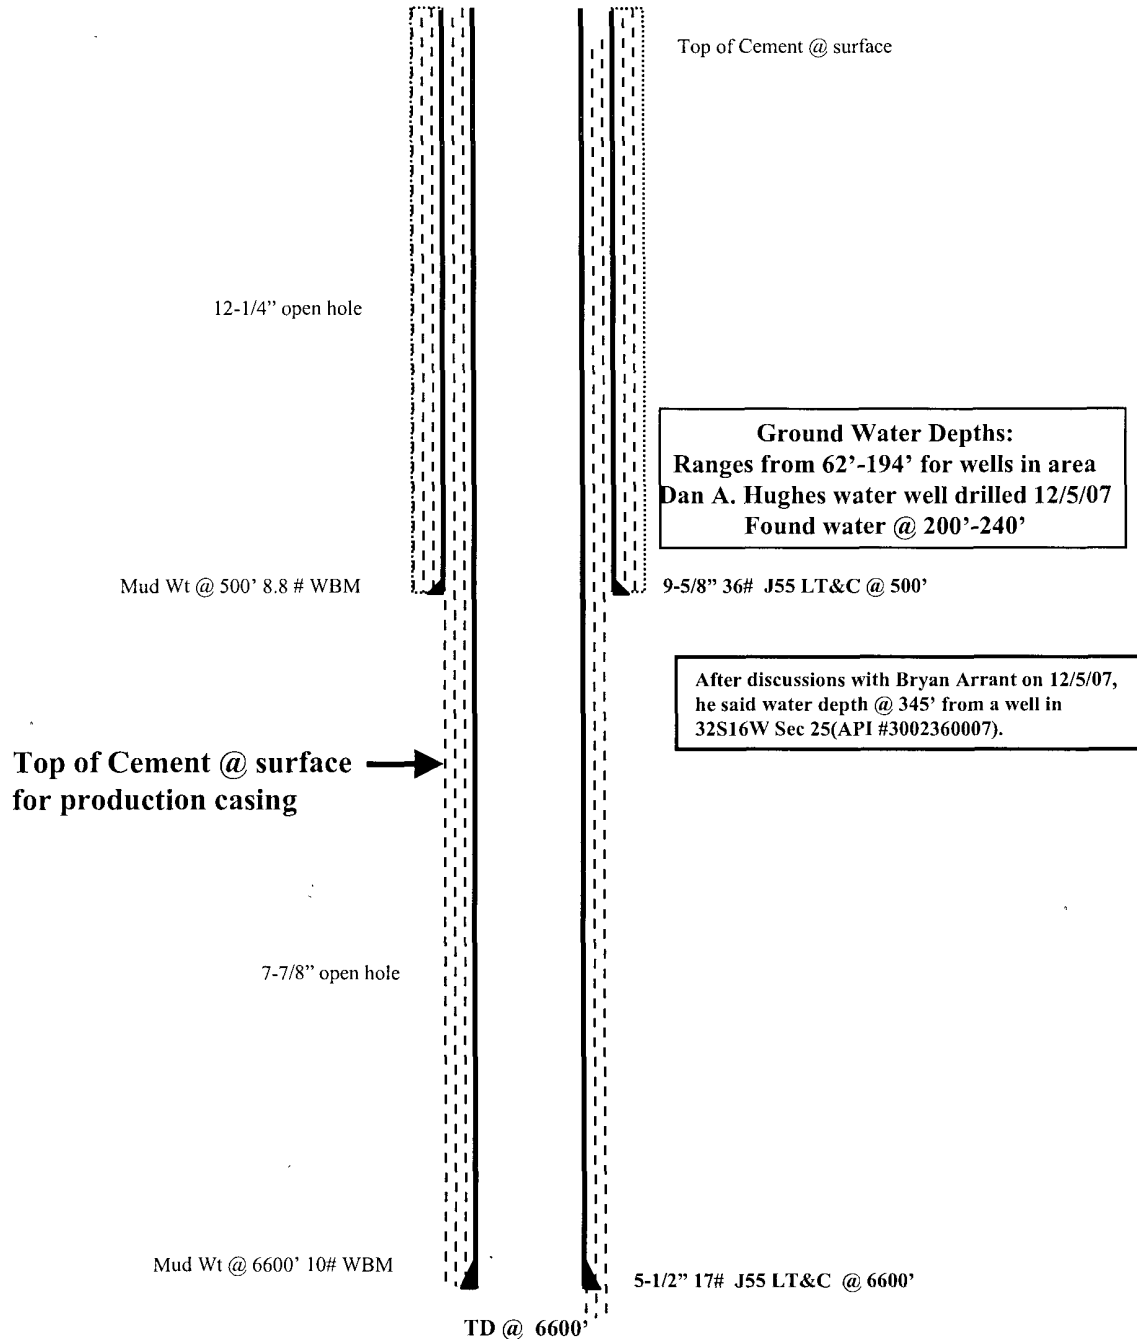 Top of Cement @ surface
12-1/4” open hole
Ground Water Depths:
Ranges from 62’-194’ for wells in area
Dan A. Hughes water well drilled 12/5/07
Found water @ 200’-240’
Mud Wt @ 500’ 8.8 # WBM
9-5/8” 36# J55 LT&C @ 500’
After discussions with Bryan Arrant on 12/5/07,
he said water depth @ 345’ from a well in
32S16W Sec 25(API #3002360007).
Top of Cement @ surface
for production casing
7-7/8” open hole
Mud Wt @ 6600’ 10# WBM
5-1/2” 17# J55 LT&C @ 6600’
TD @ 6600’